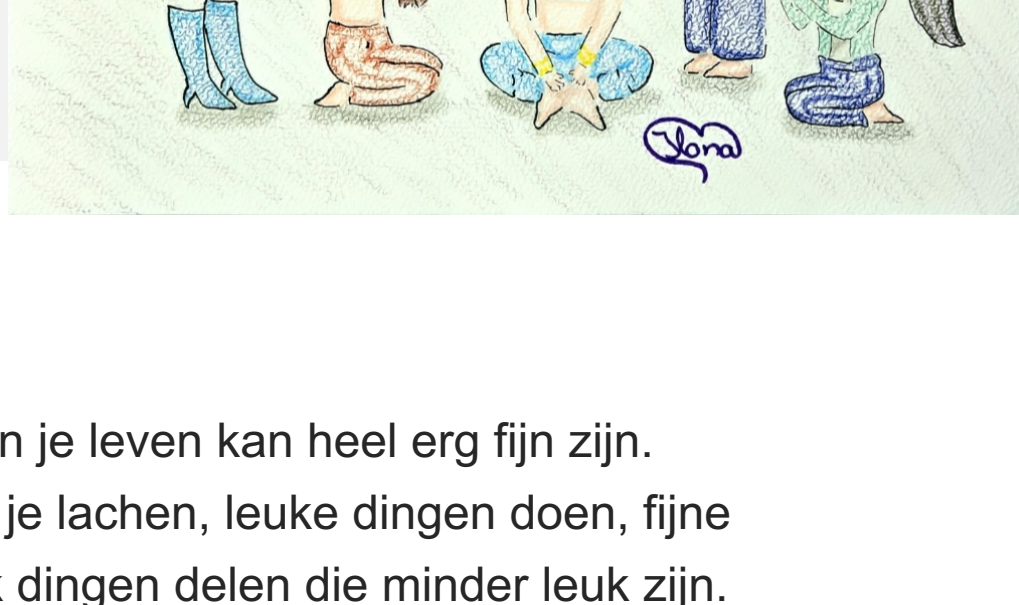 Ilona
n je leven kan heel erg fijn zijn.
je lachen, leuke dingen doen, fijne
dingen delen die minder leuk zijn.